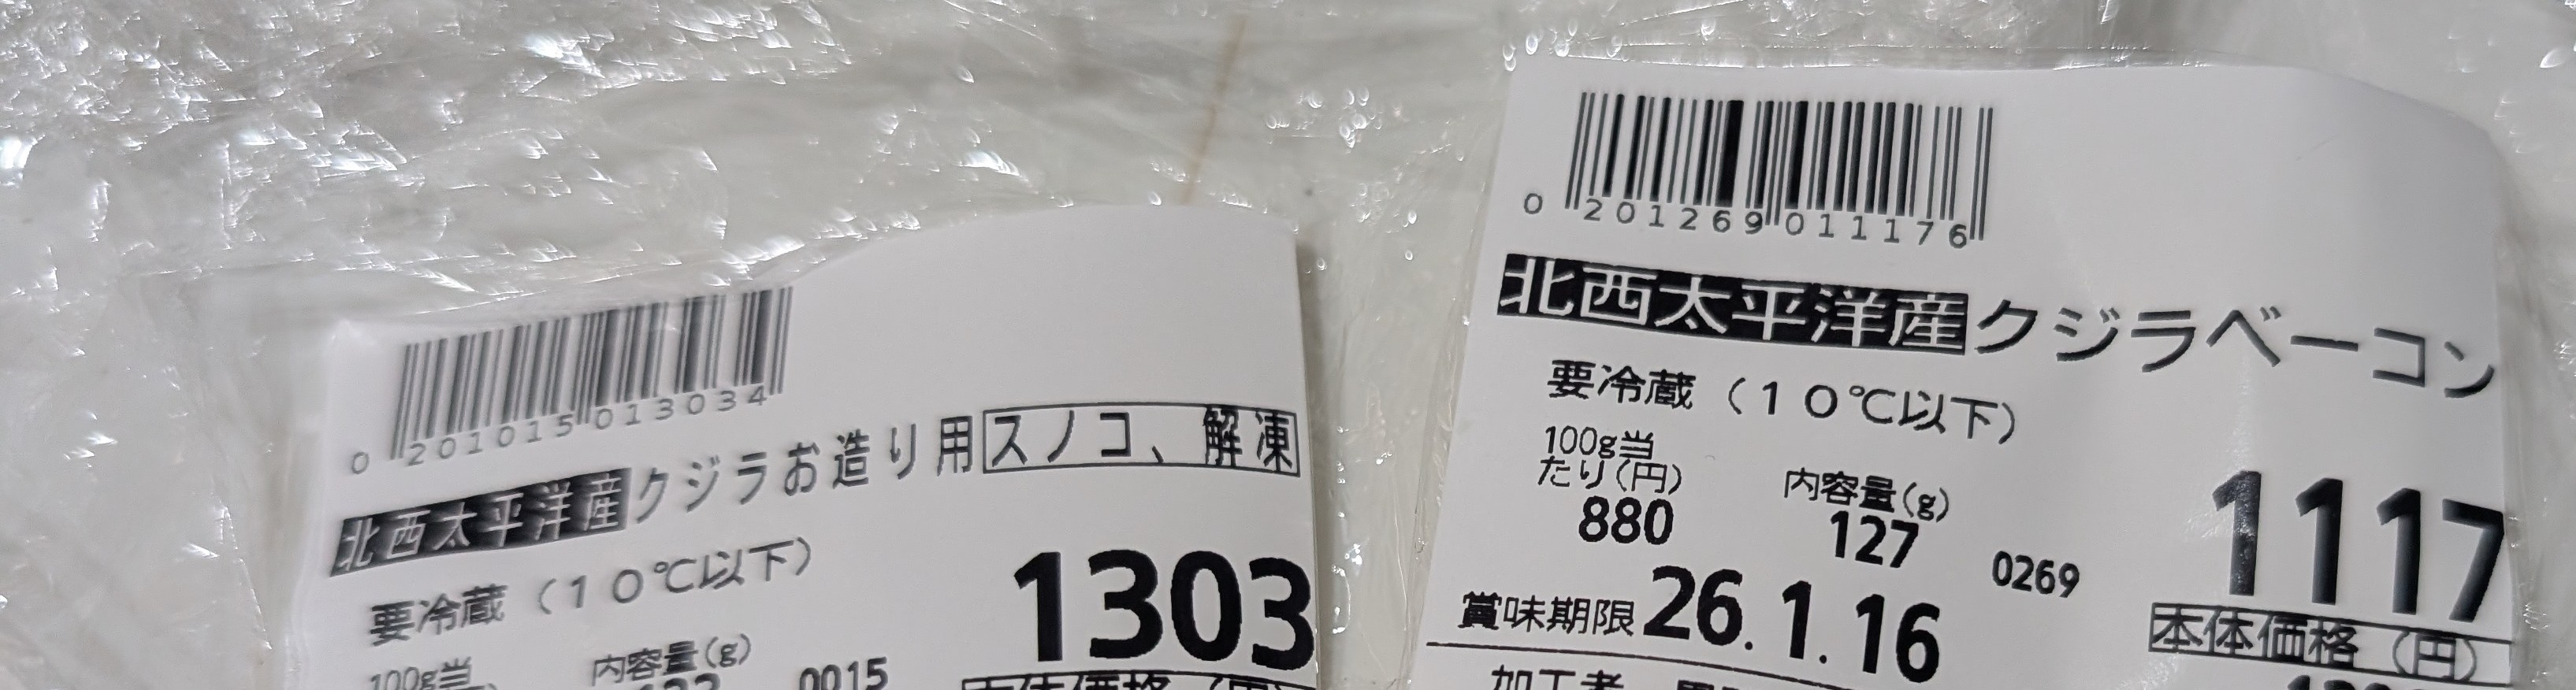 0 201015 013034
北西太平洋産クジラお造り用スノコ、解凍
要冷蔵(10℃以下)
1303
100g当
内容量(g)
0015
0 201269 011176
北西太平洋産クジラベーコン
要冷蔵(10℃以下)
100g当
たり(円)
880
内容量(g)
127
0269
1117
本体価格(円)
賞味期限26.1.16
加工者